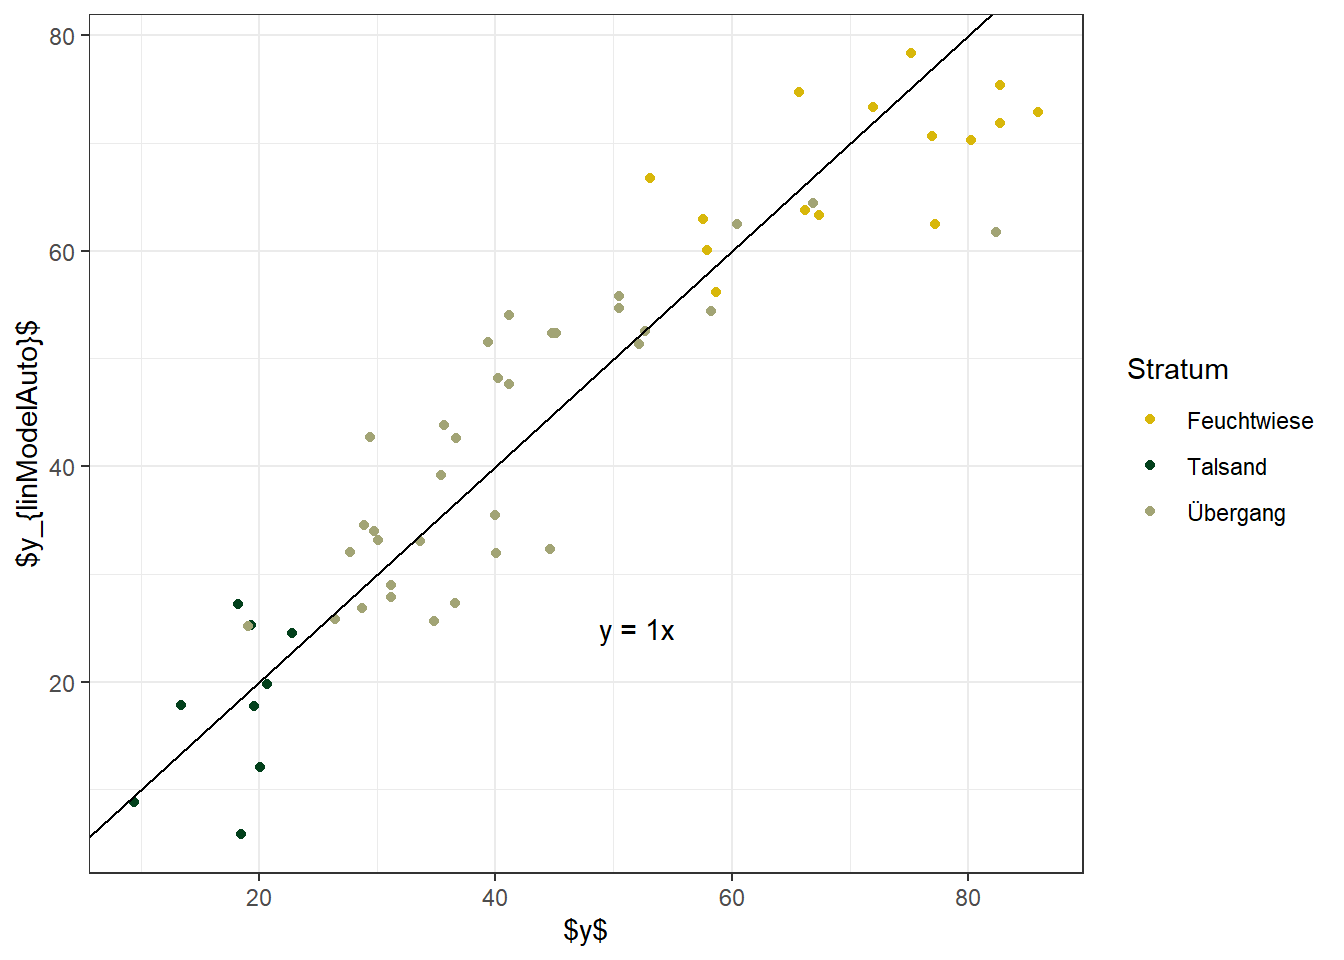 80
60
40
20
$y_{linModelAuto}$
y = 1x
20 40 60 80
$y$
Stratum
Feuchtwiese
Talsand
Übergang